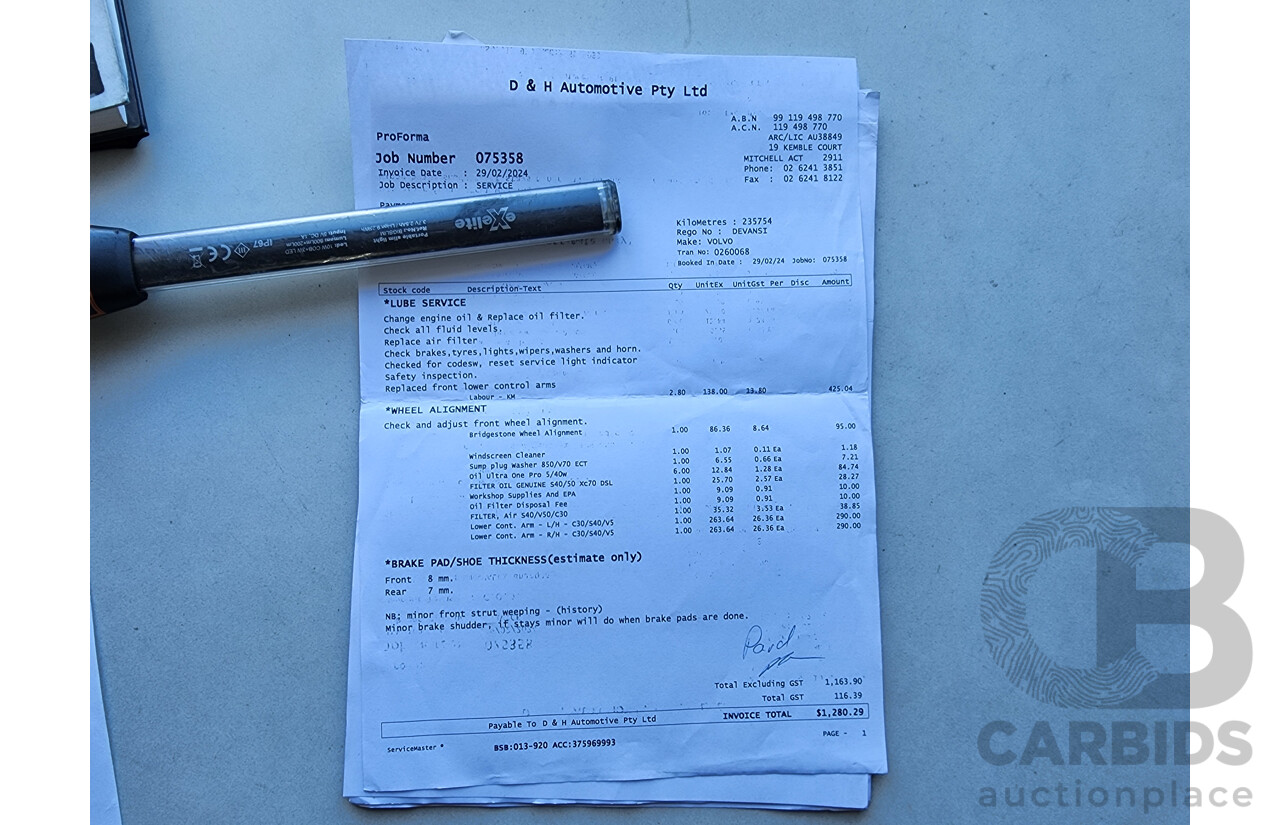 D & H Automotive Pty Ltd
A.B.N 99 119 498 770
A.C.N. 119 498 770
ARC/LIC AU38849
19 KEMBLE COURT
MITCHELL ACT 2911
Phone: 02 6241 3851
Fax : 02 6241 8122
ProForma
Job Number 075358
Invoice Date : 29/02/2024
Job Description : SERVICE
exelite
Portable slim light
IP67
CE
KiloMetres : 235754
Rego No : DEVANSI
Make: VOLVO
Tran No: 0260068
Booked In Date : 29/02/24 JobNo: 075358
Stock code Description-Text Qty UnitEx UnitGst Per Disc Amount
*LUBE SERVICE
Change engine oil & Replace oil filter.
Check all fluid levels.
Replace air filter
Check brakes,tyres,lights,wipers,washers and horn.
Checked for codesw, reset service light indicator
Safety inspection.
Replaced front lower control arms
Labour - KM 2.80 138.00 13.80 425.04
*WHEEL ALIGNMENT
Check and adjust front wheel alignment.
Bridgestone Wheel Alignment 1.00 86.36 8.64 95.00
Windscreen Cleaner 1.00 1.07 0.11 Ea 1.18
Sump plug Washer 850/V70 ECT 1.00 6.55 0.66 Ea 7.21
Oil Ultra One Pro 5/40w 6.00 12.84 1.28 Ea 84.74
FILTER OIL GENUINE S40/50 Xc70 DSL 1.00 25.70 2.57 Ea 28.27
Workshop Supplies And EPA 1.00 9.09 0.91 10.00
Oil Filter Disposal Fee 1.00 9.09 0.91 10.00
FILTER, Air S40/V50/C30 1.00 35.32 3.53 Ea 38.85
Lower Cont. Arm - L/H - C30/S40/V5 1.00 263.64 26.36 Ea 290.00
Lower Cont. Arm - R/H - C30/S40/V5 1.00 263.64 26.36 Ea 290.00
*BRAKE PAD/SHOE THICKNESS(estimate only)
Front 8 mm.
Rear 7 mm.
NB; minor front strut weeping - (history)
Minor brake shudder, if stays minor will do when brake pads are done.
Paid
Total Excluding GST 1,163.90
Total GST 116.39
Payable To D & H Automotive Pty Ltd INVOICE TOTAL $1,280.29
ServiceMaster * BSB:013-920 ACC:375969993 PAGE - 1
CARBIDS
auctionplace